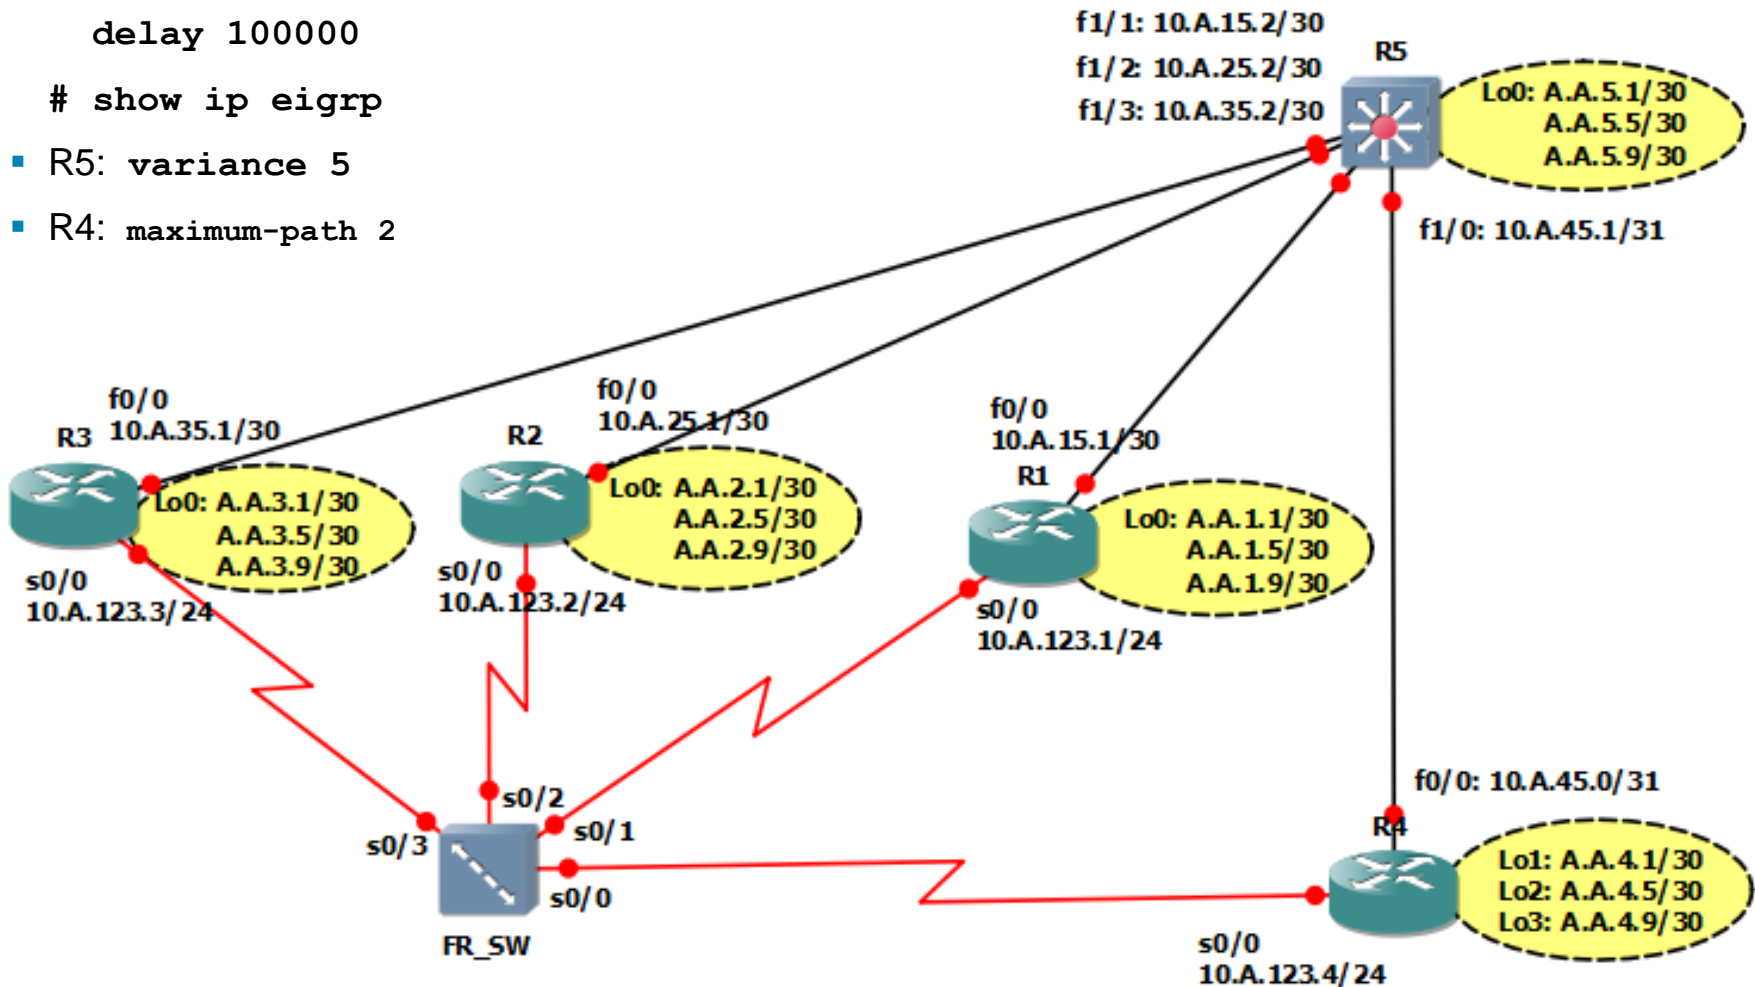 delay 100000
# show ip eigrp
▪ R5: variance 5
▪ R4: maximum-path 2
f1/1: 10.A.15.2/30
f1/2: 10.A.25.2/30
f1/3: 10.A.35.2/30
R5
Lo0: A.A.5.1/30
A.A.5.5/30
A.A.5.9/30
f1/0: 10.A.45.1/31
f0/0
10.A.35.1/30
R3
Lo0: A.A.3.1/30
A.A.3.5/30
A.A.3.9/30
s0/0
10.A.123.3/24
f0/0
10.A.25.1/30
R2
Lo0: A.A.2.1/30
A.A.2.5/30
A.A.2.9/30
s0/0
10.A.123.2/24
f0/0
10.A.15.1/30
R1
Lo0: A.A.1.1/30
A.A.1.5/30
A.A.1.9/30
s0/0
10.A.123.1/24
s0/2
s0/3
s0/1
s0/0
FR_SW
f0/0: 10.A.45.0/31
R4
Lo1: A.A.4.1/30
Lo2: A.A.4.5/30
Lo3: A.A.4.9/30
s0/0
10.A.123.4/24